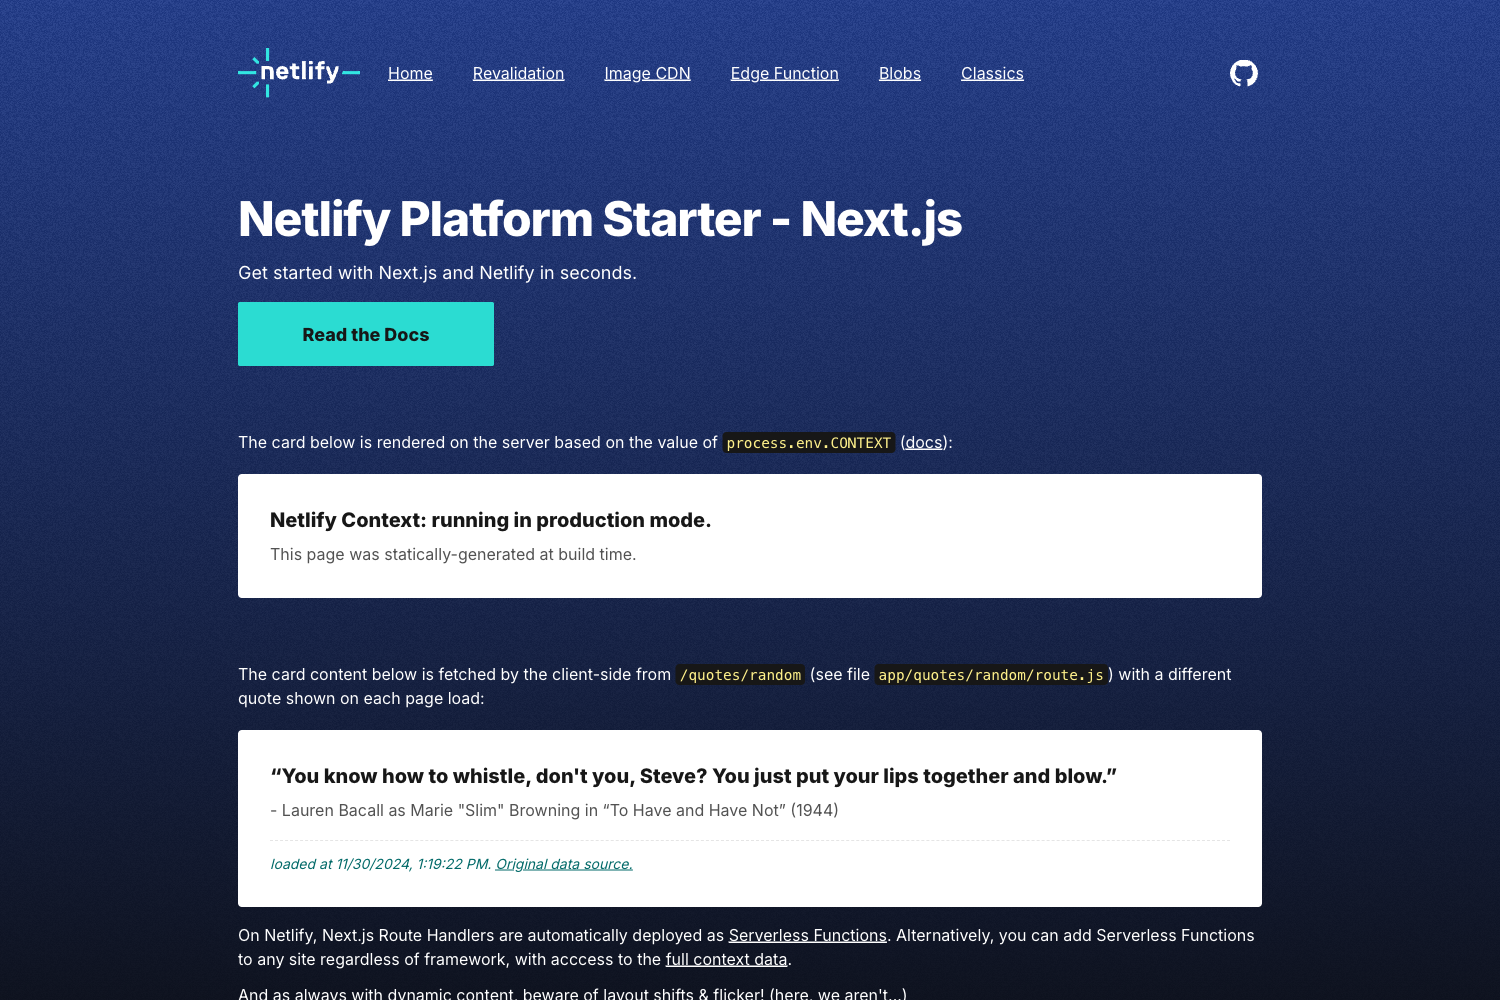 netlify
Home Revalidation Image CDN Edge Function Blobs Classics
Netlify Platform Starter - Next.js
Get started with Next.js and Netlify in seconds.
Read the Docs
The card below is rendered on the server based on the value of process.env.CONTEXT (docs):
Netlify Context: running in production mode.
This page was statically-generated at build time.
The card content below is fetched by the client-side from /quotes/random (see file app/quotes/random/route.js) with a different
quote shown on each page load:
“You know how to whistle, don't you, Steve? You just put your lips together and blow.”
- Lauren Bacall as Marie "Slim" Browning in “To Have and Have Not” (1944)
loaded at 11/30/2024, 1:19:22 PM. Original data source.
On Netlify, Next.js Route Handlers are automatically deployed as Serverless Functions. Alternatively, you can add Serverless Functions
to any site regardless of framework, with acccess to the full context data.
And as always with dynamic content, beware of layout shifts & flicker! (here, we aren't...)